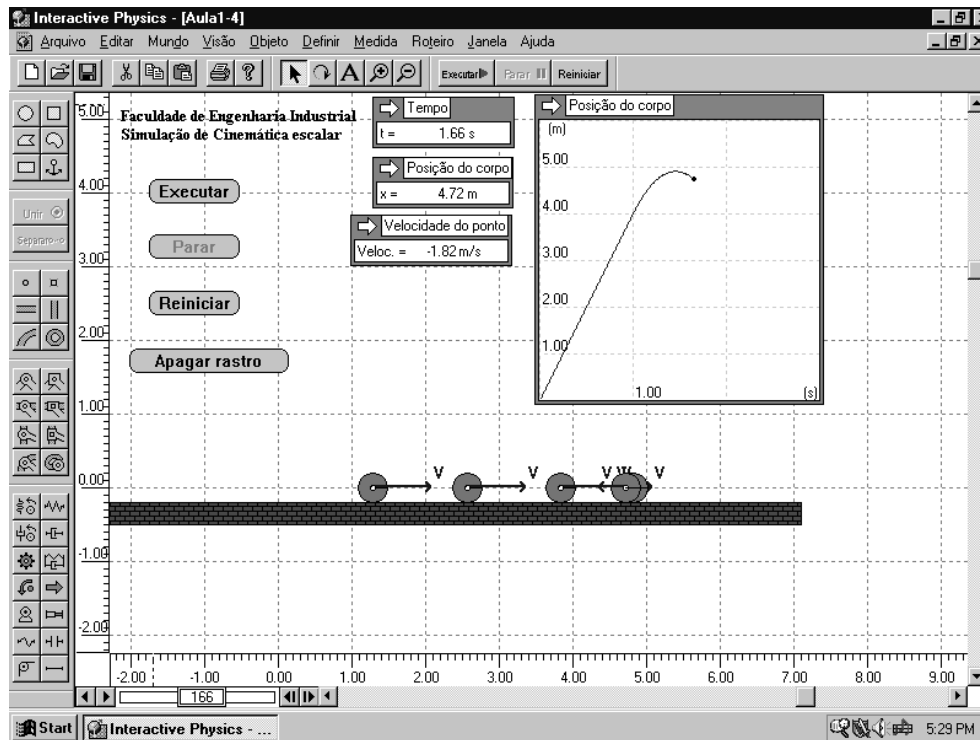 Interactive Physics - [Aula1-4]
Arquivo Editar Mundo Visão Objeto Definir Medida Roteiro Janela Ajuda
Executar Parar Reiniciar
Unir
Separar
5.00
4.00
3.00
2.00
1.00
0.00
-1.00
-2.00
Faculdade de Engenharia Industrial
Simulação de Cinemática escalar
Executar
Parar
Reiniciar
Apagar rastro
Tempo
t = 1.66 s
Posição do corpo
x = 4.72 m
Velocidade do ponto
Veloc. = -1.82 m/s
Posição do corpo
(m)
5.00
4.00
3.00
2.00
1.00
1.00 (s)
V V V V V
-2.00 -1.00 0.00 1.00 2.00 3.00 4.00 5.00 6.00 7.00 8.00 9.00
166
Start Interactive Physics - ... 5:29 PM